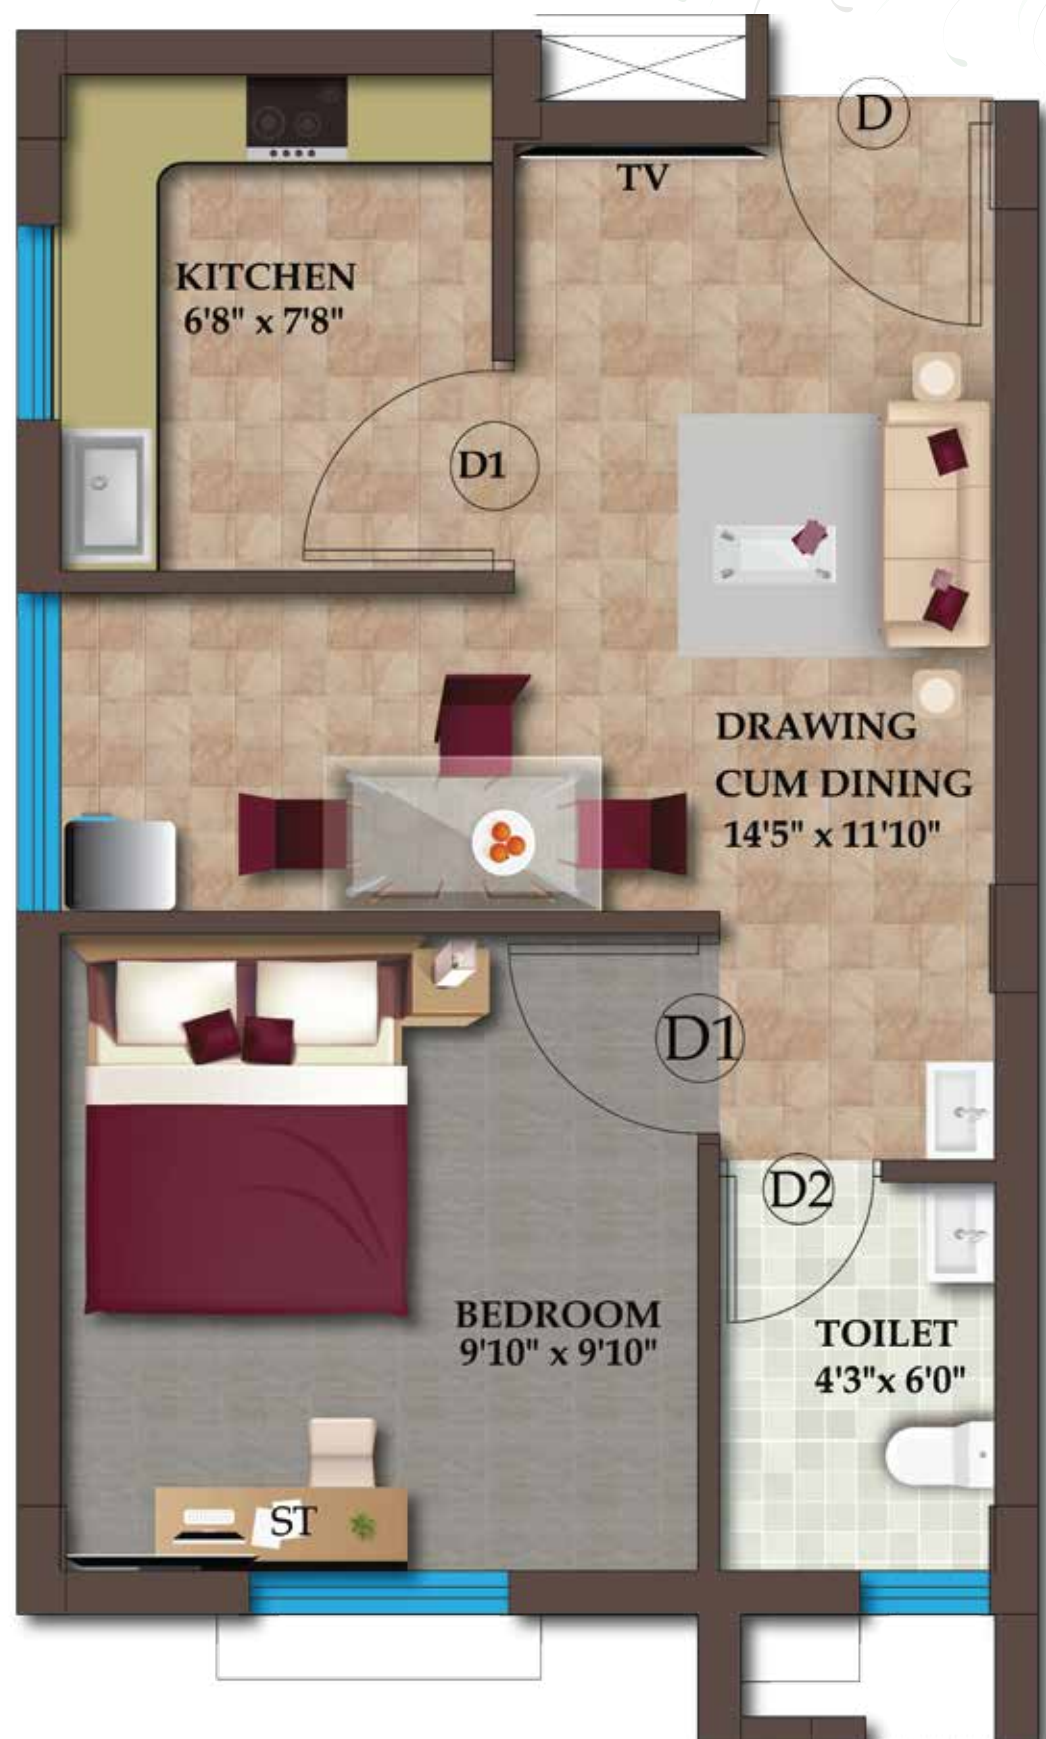 D
TV
KITCHEN
6'8" x 7'8"
D1
DRAWING
CUM DINING
14'5" x 11'10"
D1
D2
BEDROOM
9'10" x 9'10"
TOILET
4'3"x 6'0"
ST